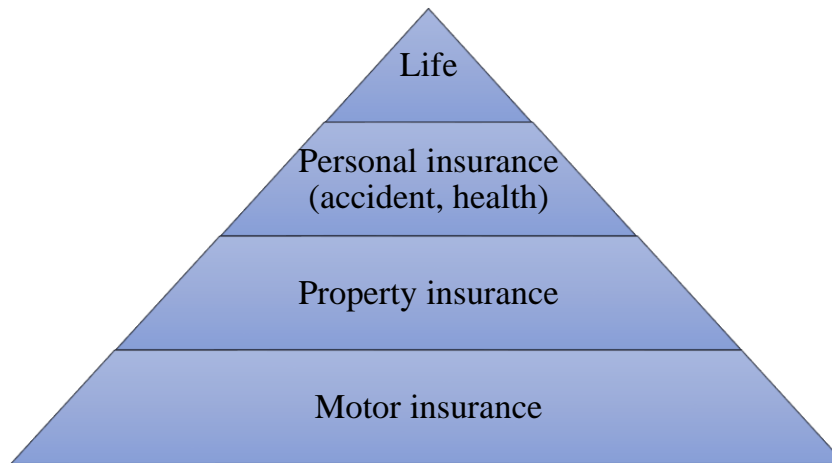 Life
Personal insurance
(accident, health)
Property insurance
Motor insurance